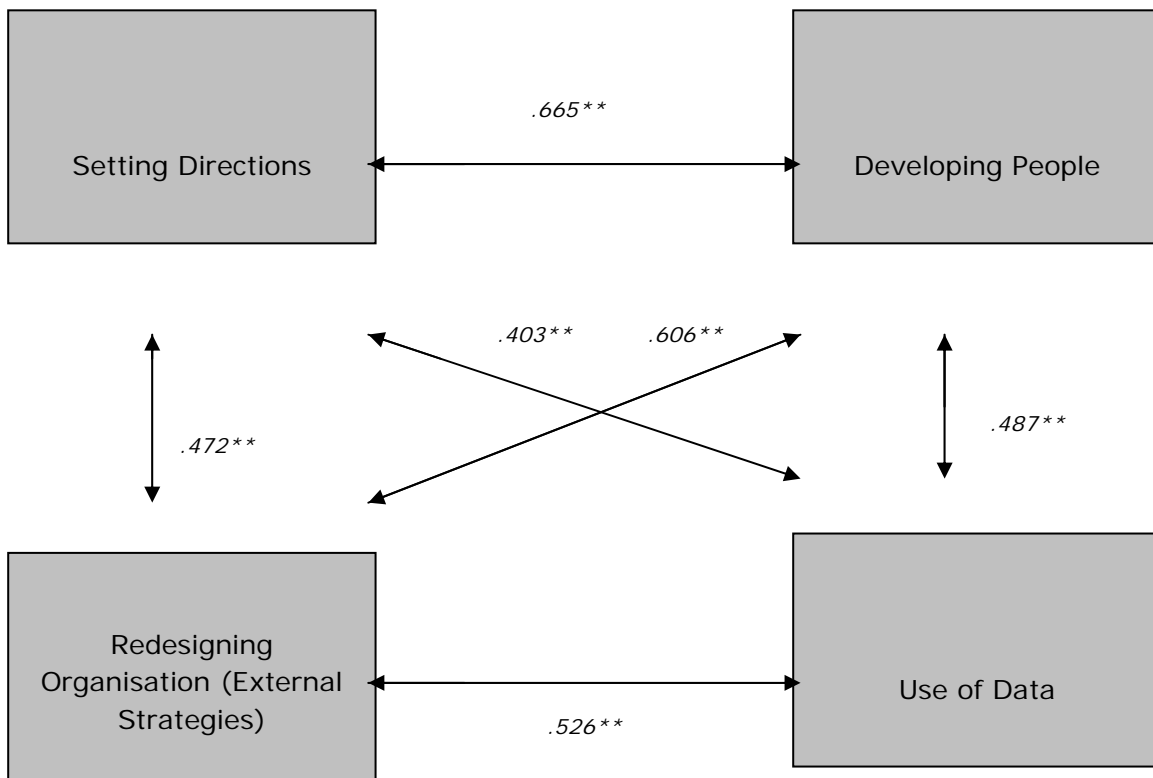 .665**
Setting Directions
Developing People
.403**
.606**
.472**
.487**
Redesigning
Organisation (External
Strategies)
Use of Data
.526**